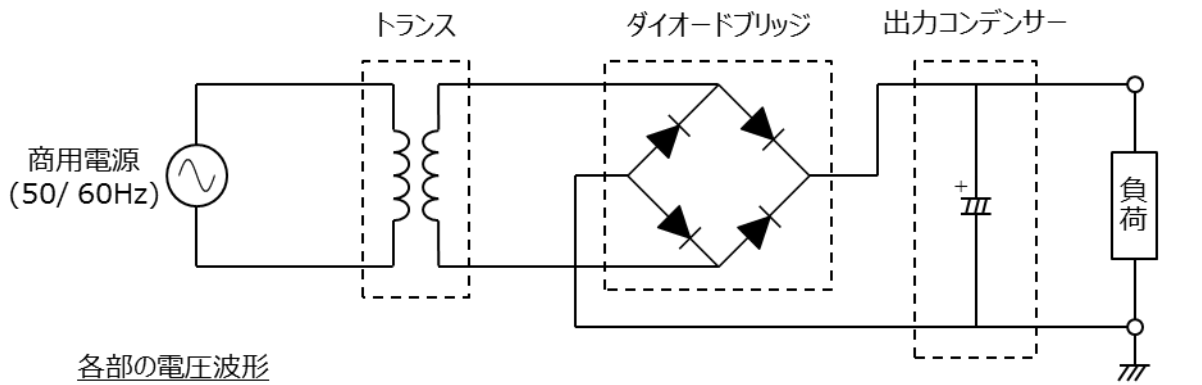 トランス
ダイオードブリッジ
出力コンデンサー
商用電源
(50/ 60Hz)
+
負荷
各部の電圧波形